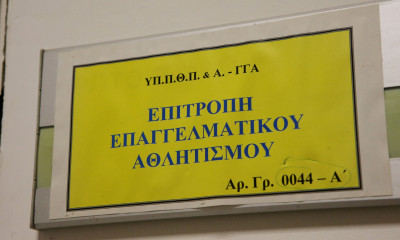 ΥΠ.Π.Θ.Π. & Α. - ΓΓΑ
ΕΠΙΤΡΟΠΗ
ΕΠΑΓΓΕΛΜΑΤΙΚΟΥ
ΑΘΛΗΤΙΣΜΟΥ
Αρ. Γρ. 0044 – Α΄